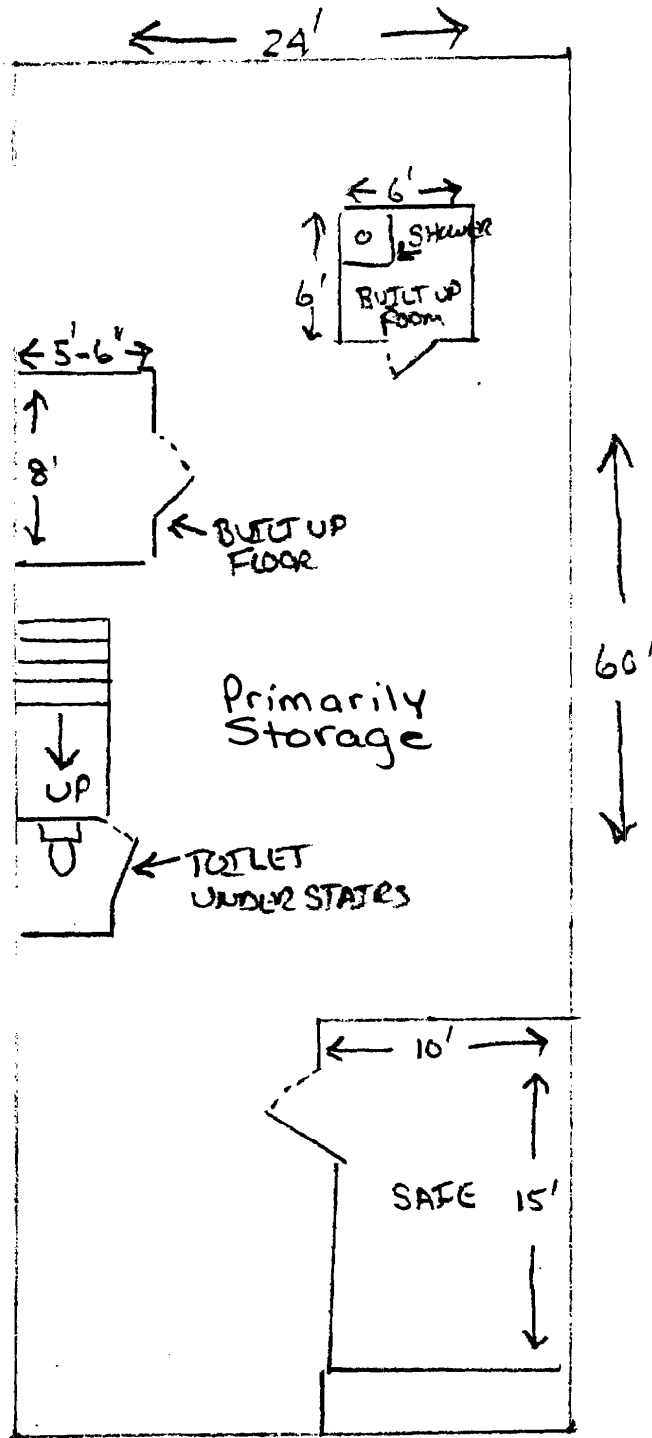 24'
6'
SHOWER
6'
BUILT UP
ROOM
5'-6"
8'
BUILT UP
FLOOR
60'
Primarily
Storage
UP
TOILET
UNDER STAIRS
10'
SAFE 15'